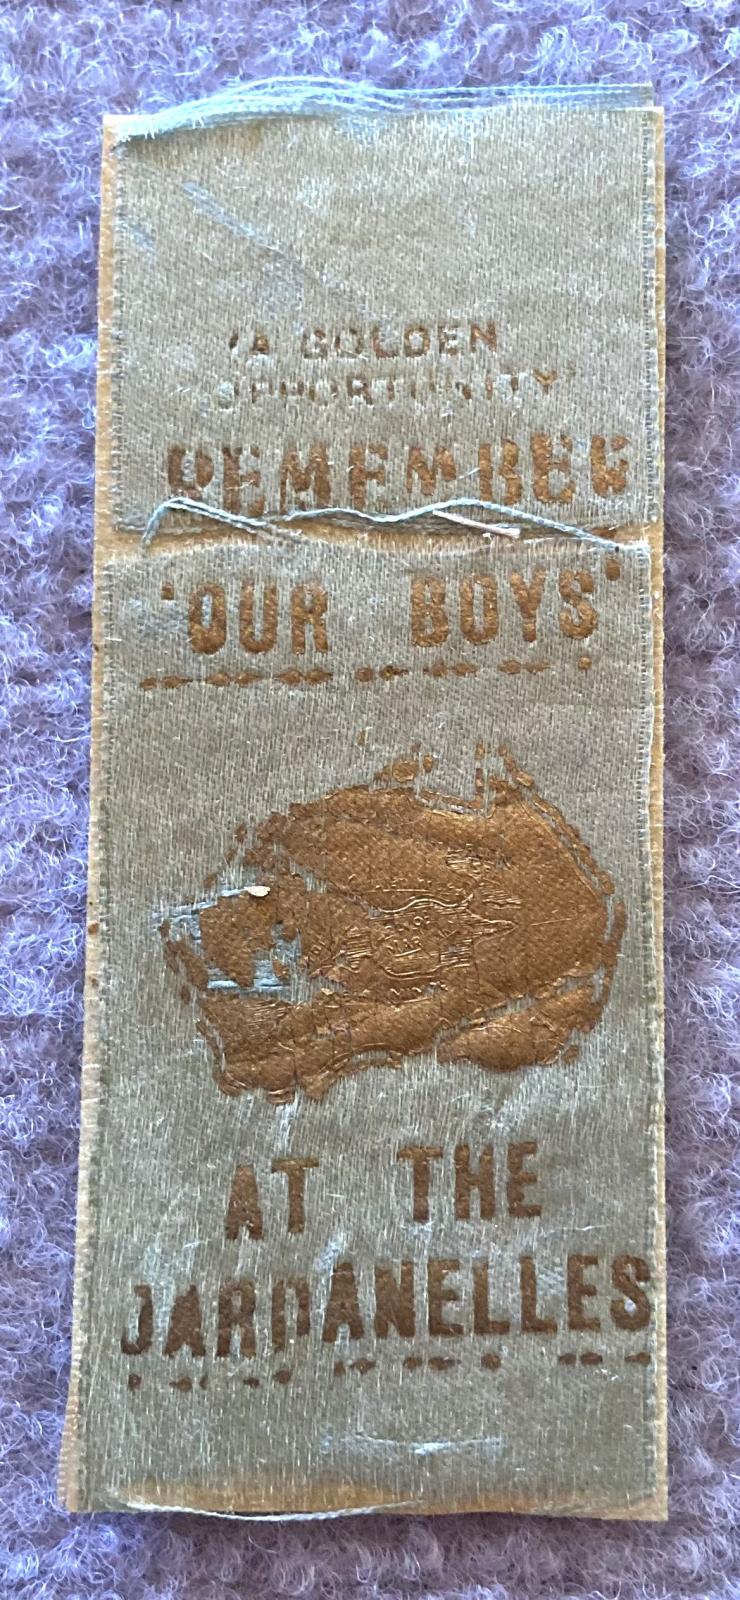 'A GOLDEN
OPPORTUNITY'
REMEMBER
'OUR BOYS'
AT THE
DARDANELLES